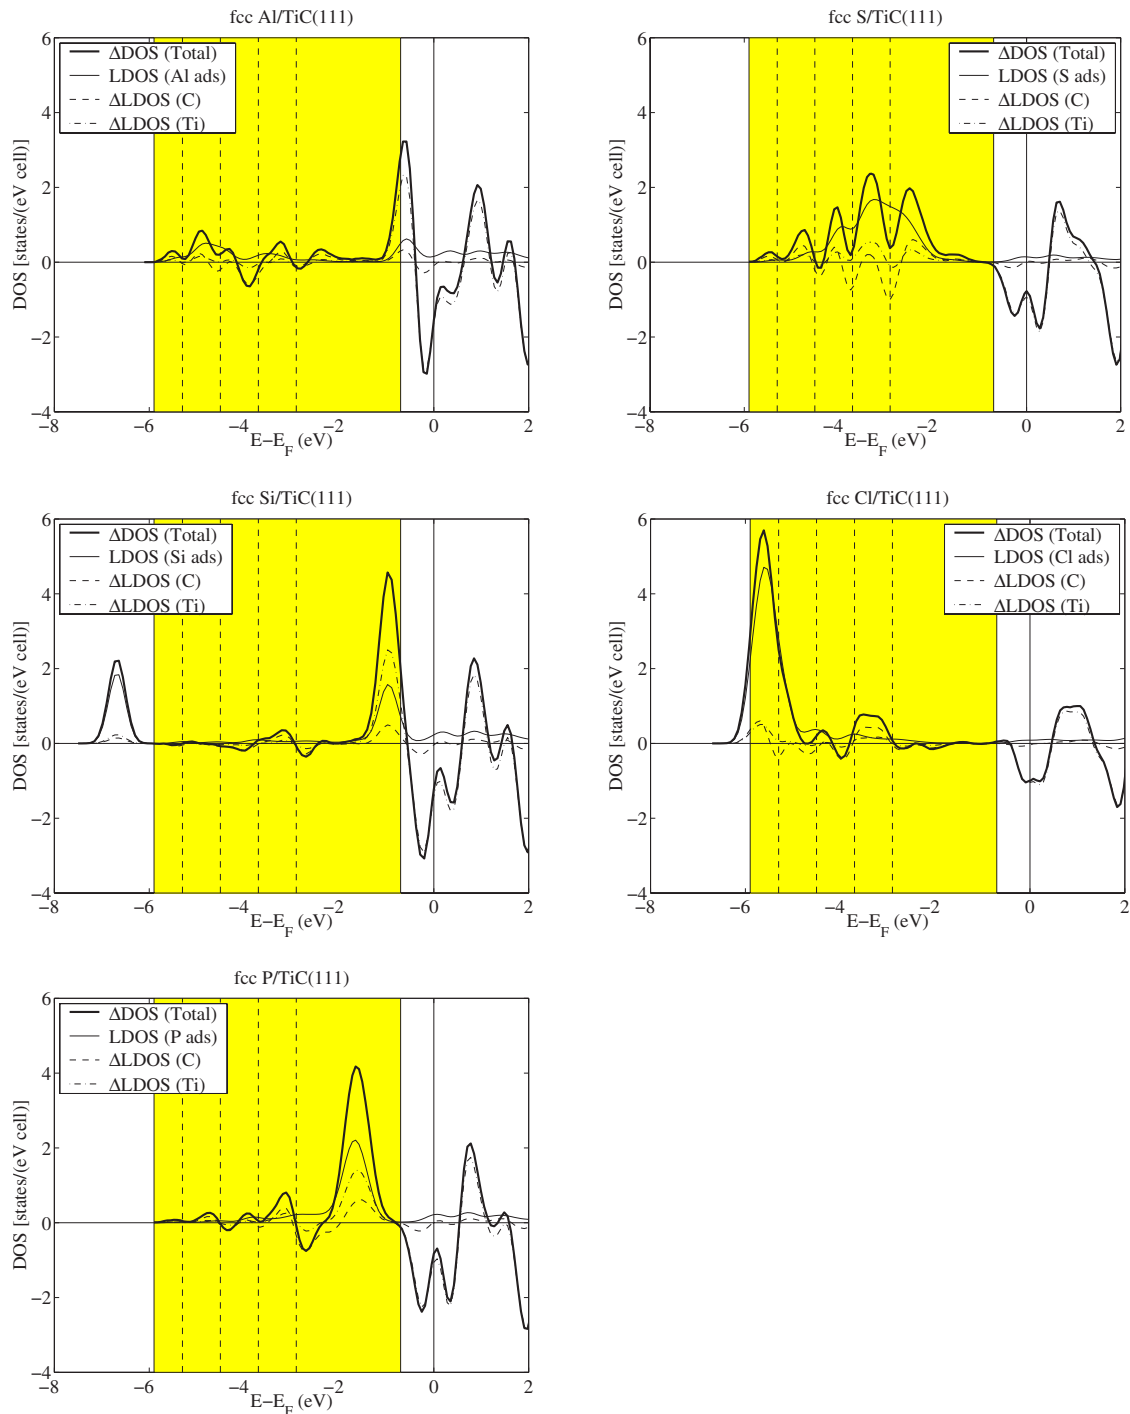 fcc Al/TiC(111)
6
4
2
0
−2
−4
DOS [states/(eV cell)]
ΔDOS (Total)
LDOS (Al ads)
ΔLDOS (C)
ΔLDOS (Ti)
−8
−6
−4
−2
0
2
E−E_F (eV)
fcc S/TiC(111)
6
4
2
0
−2
−4
DOS [states/(eV cell)]
ΔDOS (Total)
LDOS (S ads)
ΔLDOS (C)
ΔLDOS (Ti)
−8
−6
−4
−2
0
2
E−E_F (eV)
fcc Si/TiC(111)
6
4
2
0
−2
−4
DOS [states/(eV cell)]
ΔDOS (Total)
LDOS (Si ads)
ΔLDOS (C)
ΔLDOS (Ti)
−8
−6
−4
−2
0
2
E−E_F (eV)
fcc Cl/TiC(111)
6
4
2
0
−2
−4
DOS [states/(eV cell)]
ΔDOS (Total)
LDOS (Cl ads)
ΔLDOS (C)
ΔLDOS (Ti)
−8
−6
−4
−2
0
2
E−E_F (eV)
fcc P/TiC(111)
6
4
2
0
−2
−4
DOS [states/(eV cell)]
ΔDOS (Total)
LDOS (P ads)
ΔLDOS (C)
ΔLDOS (Ti)
−8
−6
−4
−2
0
2
E−E_F (eV)